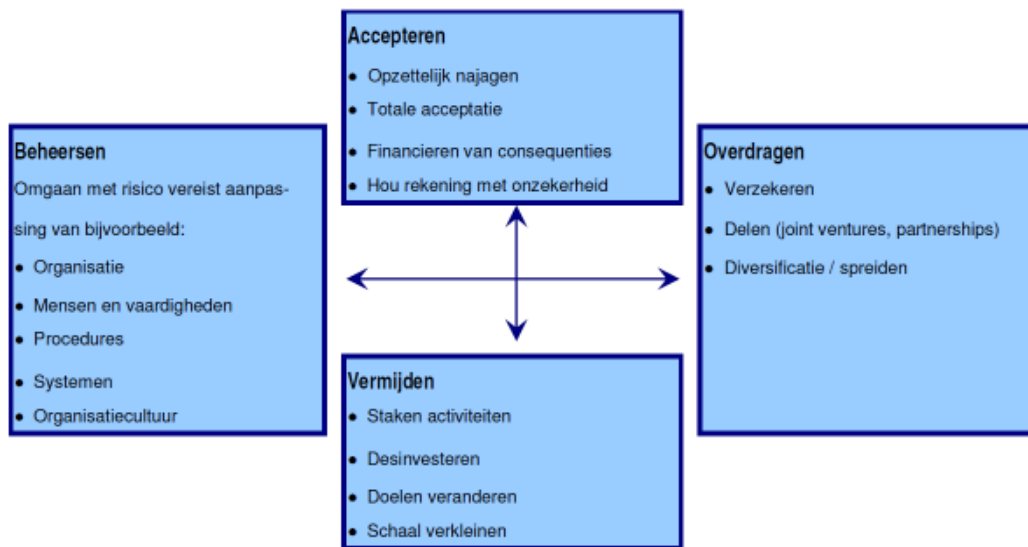 Accepteren
● Opzettelijk najagen
● Totale acceptatie
● Financieren van consequenties
● Hou rekening met onzekerheid
Beheersen
Omgaan met risico vereist aanpas-
sing van bijvoorbeeld:
● Organisatie
● Mensen en vaardigheden
● Procedures
● Systemen
● Organisatiecultuur
Overdragen
● Verzekeren
● Delen (joint ventures, partnerships)
● Diversificatie / spreiden
Vermijden
● Staken activiteiten
● Desinvesteren
● Doelen veranderen
● Schaal verkleinen